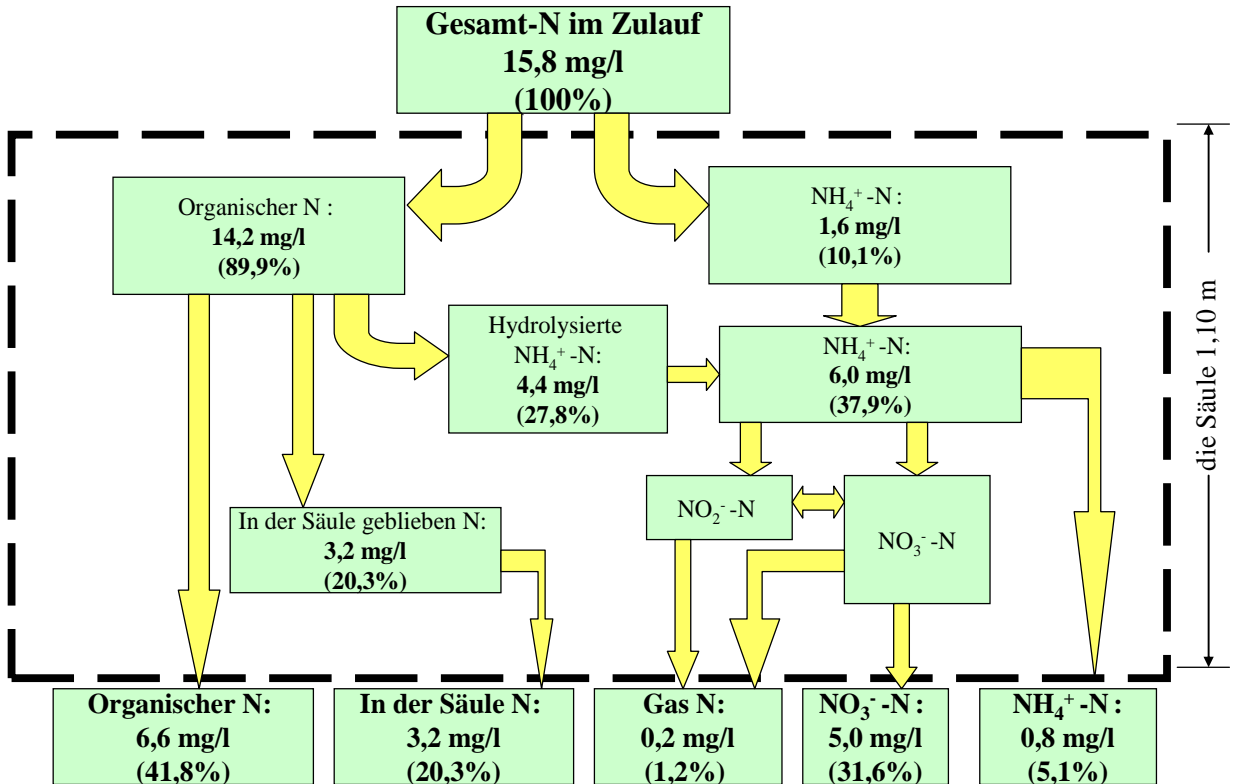 Gesamt-N im Zulauf
15,8 mg/l
(100%)
Organischer N :
14,2 mg/l
(89,9%)
NH₄⁺ -N :
1,6 mg/l
(10,1%)
Hydrolysierte
NH₄⁺ -N:
4,4 mg/l
(27,8%)
NH₄⁺ -N:
6,0 mg/l
(37,9%)
die Säule 1,10 m
In der Säule geblieben N:
3,2 mg/l
(20,3%)
NO₂⁻ -N
NO₃⁻ -N
Organischer N:
6,6 mg/l
(41,8%)
In der Säule N:
3,2 mg/l
(20,3%)
Gas N:
0,2 mg/l
(1,2%)
NO₃⁻ -N :
5,0 mg/l
(31,6%)
NH₄⁺ -N :
0,8 mg/l
(5,1%)